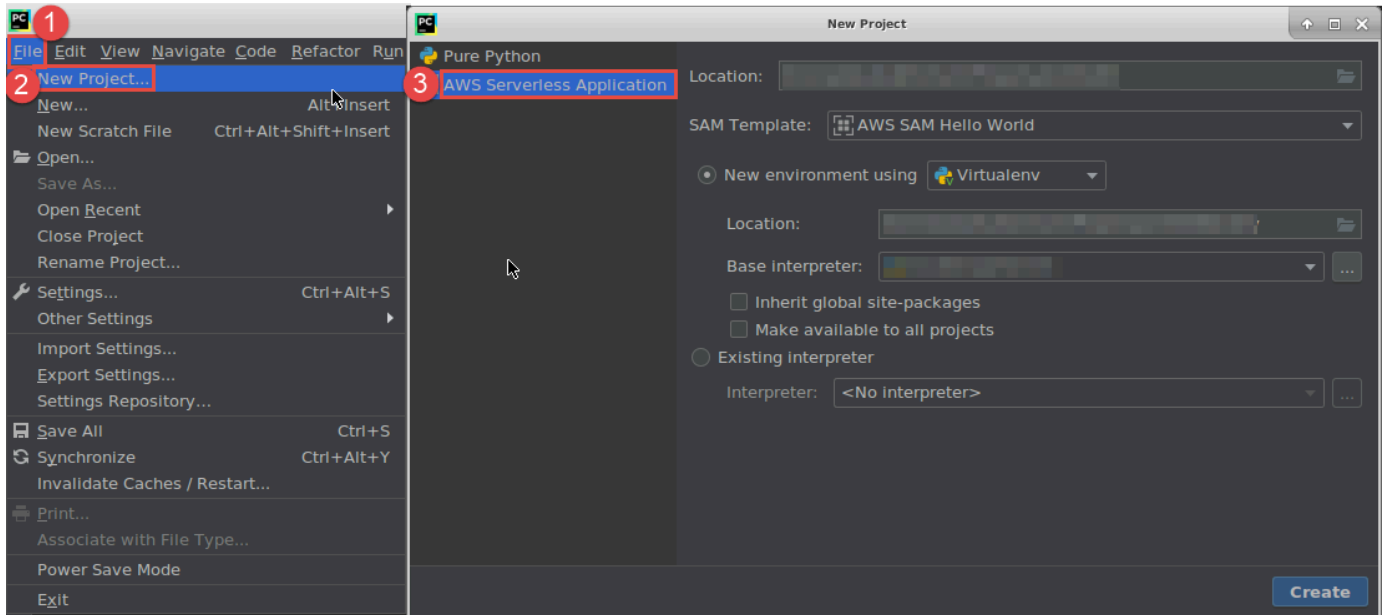 PC
1
File Edit View Navigate Code Refactor Run
2
New Project...
New... Alt+Insert
New Scratch File Ctrl+Alt+Shift+Insert
Open...
Save As...
Open Recent
Close Project
Rename Project...
Settings... Ctrl+Alt+S
Other Settings
Import Settings...
Export Settings...
Settings Repository...
Save All Ctrl+S
Synchronize Ctrl+Alt+Y
Invalidate Caches / Restart...
Print...
Associate with File Type...
Power Save Mode
Exit
PC
New Project
Pure Python
3 AWS Serverless Application
Location:
SAM Template: AWS SAM Hello World
New environment using Virtualenv
Location:
Base interpreter: ...
Inherit global site-packages
Make available to all projects
Existing interpreter
Interpreter: <No interpreter> ...
Create